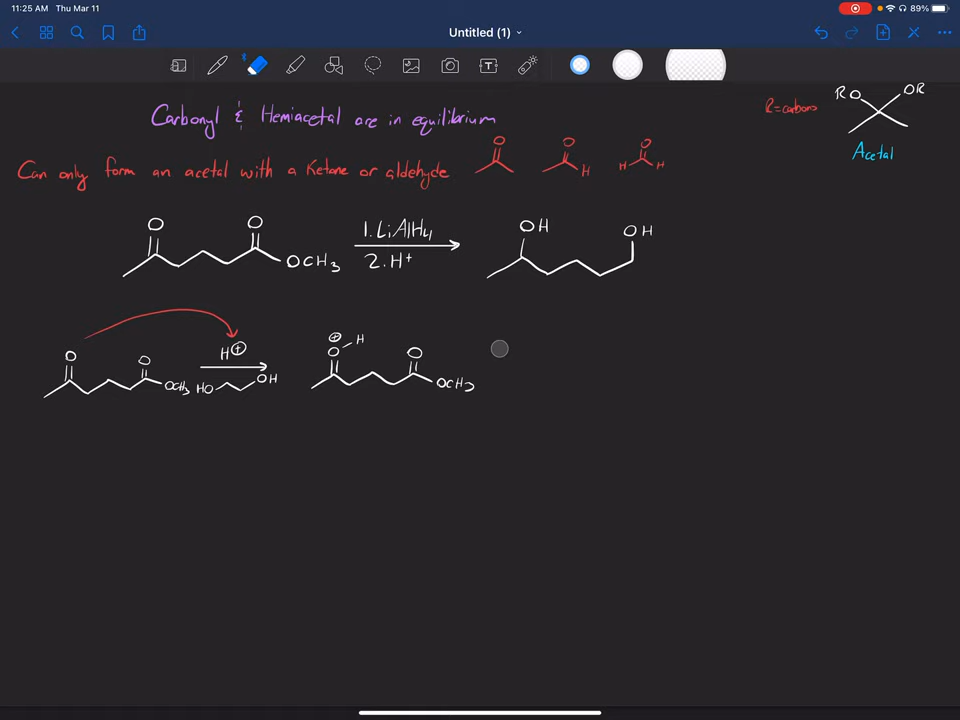 11:25 AM Thu Mar 11
89%
Untitled (1)
Carbonyl & Hemiacetal are in equilibrium
R=carbons
RO
OR
Acetal
Can only form an acetal with a Ketone or aldehyde
O
O
H
O
H
H
O
O
OCH3
1. LiAlH4
2. H+
OH
OH
O
O
OCH3
H+
HO
OH
+
O
H
O
OCH3